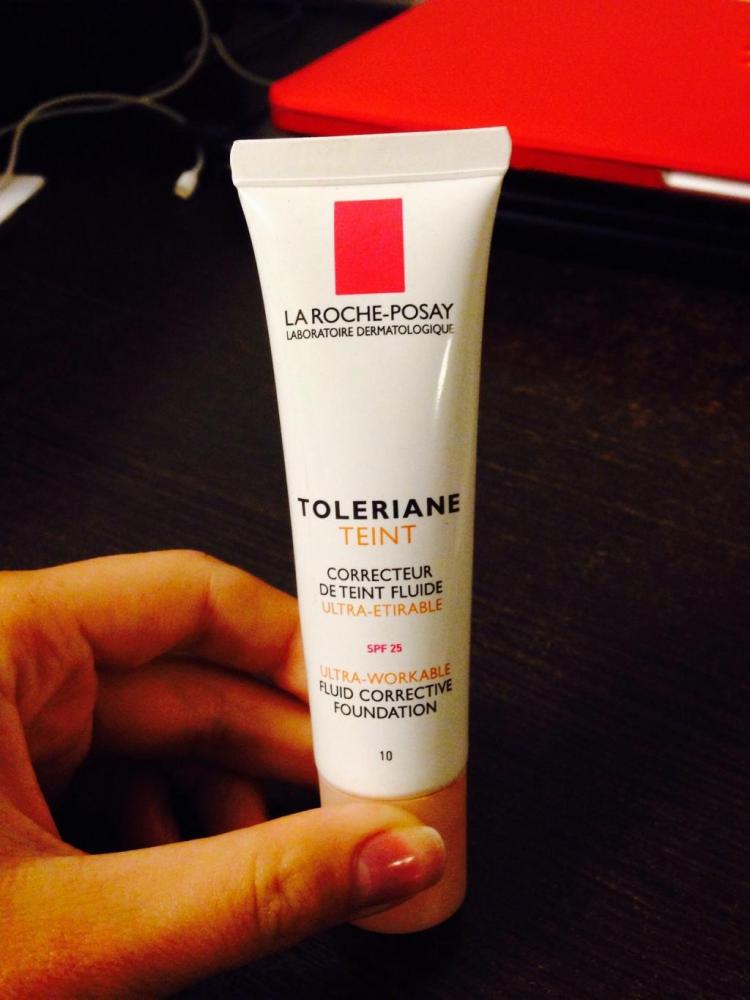 LA ROCHE-POSAY
LABORATOIRE DERMATOLOGIQUE
TOLERIANE
TEINT
CORRECTEUR
DE TEINT FLUIDE
ULTRA-ETIRABLE
SPF 25
ULTRA-WORKABLE
FLUID CORRECTIVE
FOUNDATION
10